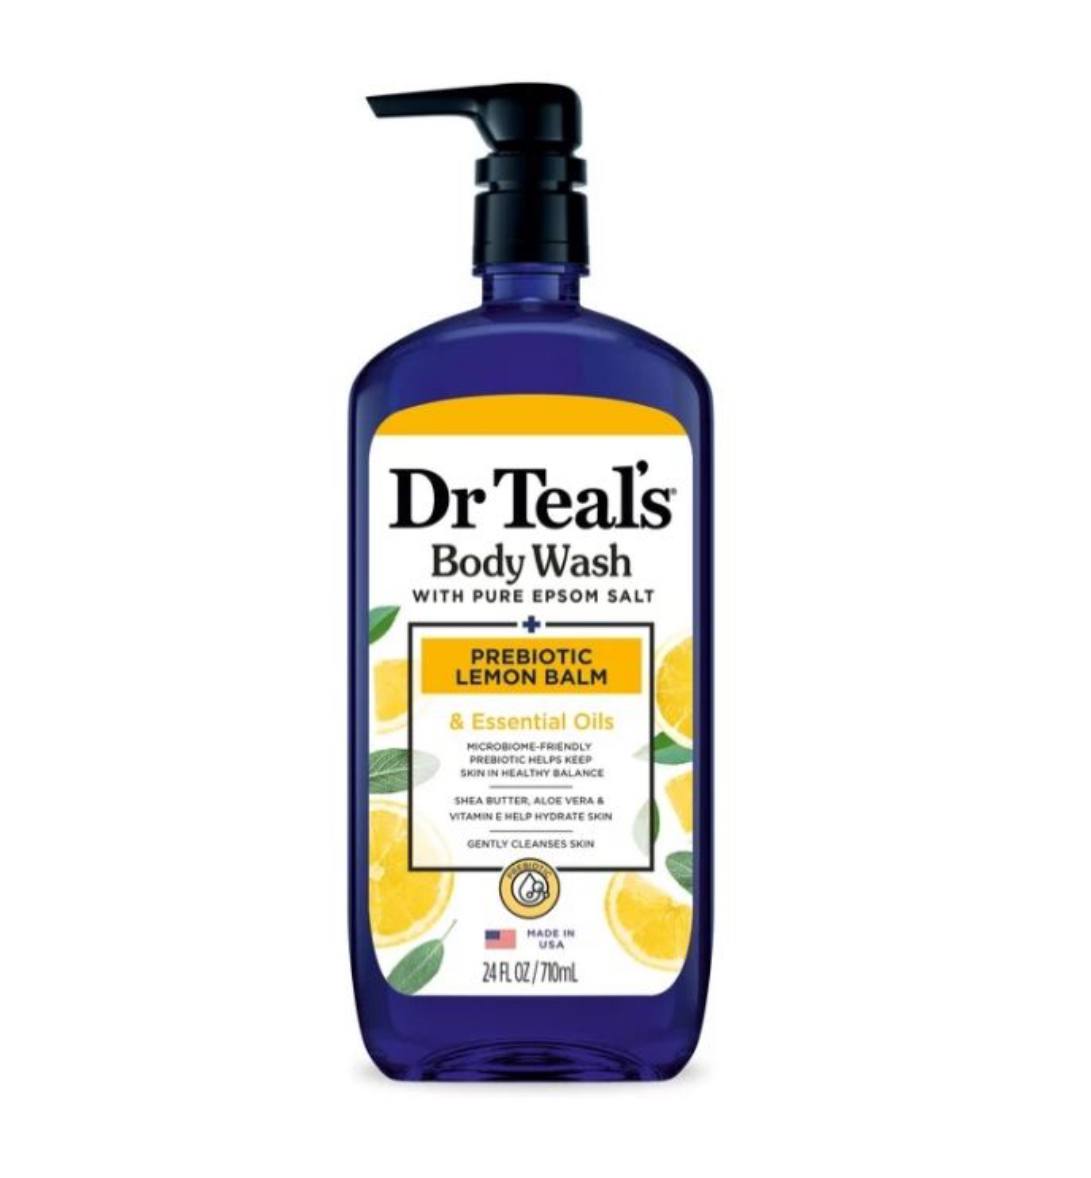 Dr Teal's®
Body Wash
WITH PURE EPSOM SALT
PREBIOTIC
LEMON BALM
& Essential Oils
MICROBIOME-FRIENDLY
PREBIOTIC HELPS KEEP
SKIN IN HEALTHY BALANCE
SHEA BUTTER, ALOE VERA &
VITAMIN E HELP HYDRATE SKIN
GENTLY CLEANSES SKIN
PREBIOTIC
MADE IN
USA
24 FL OZ / 710mL